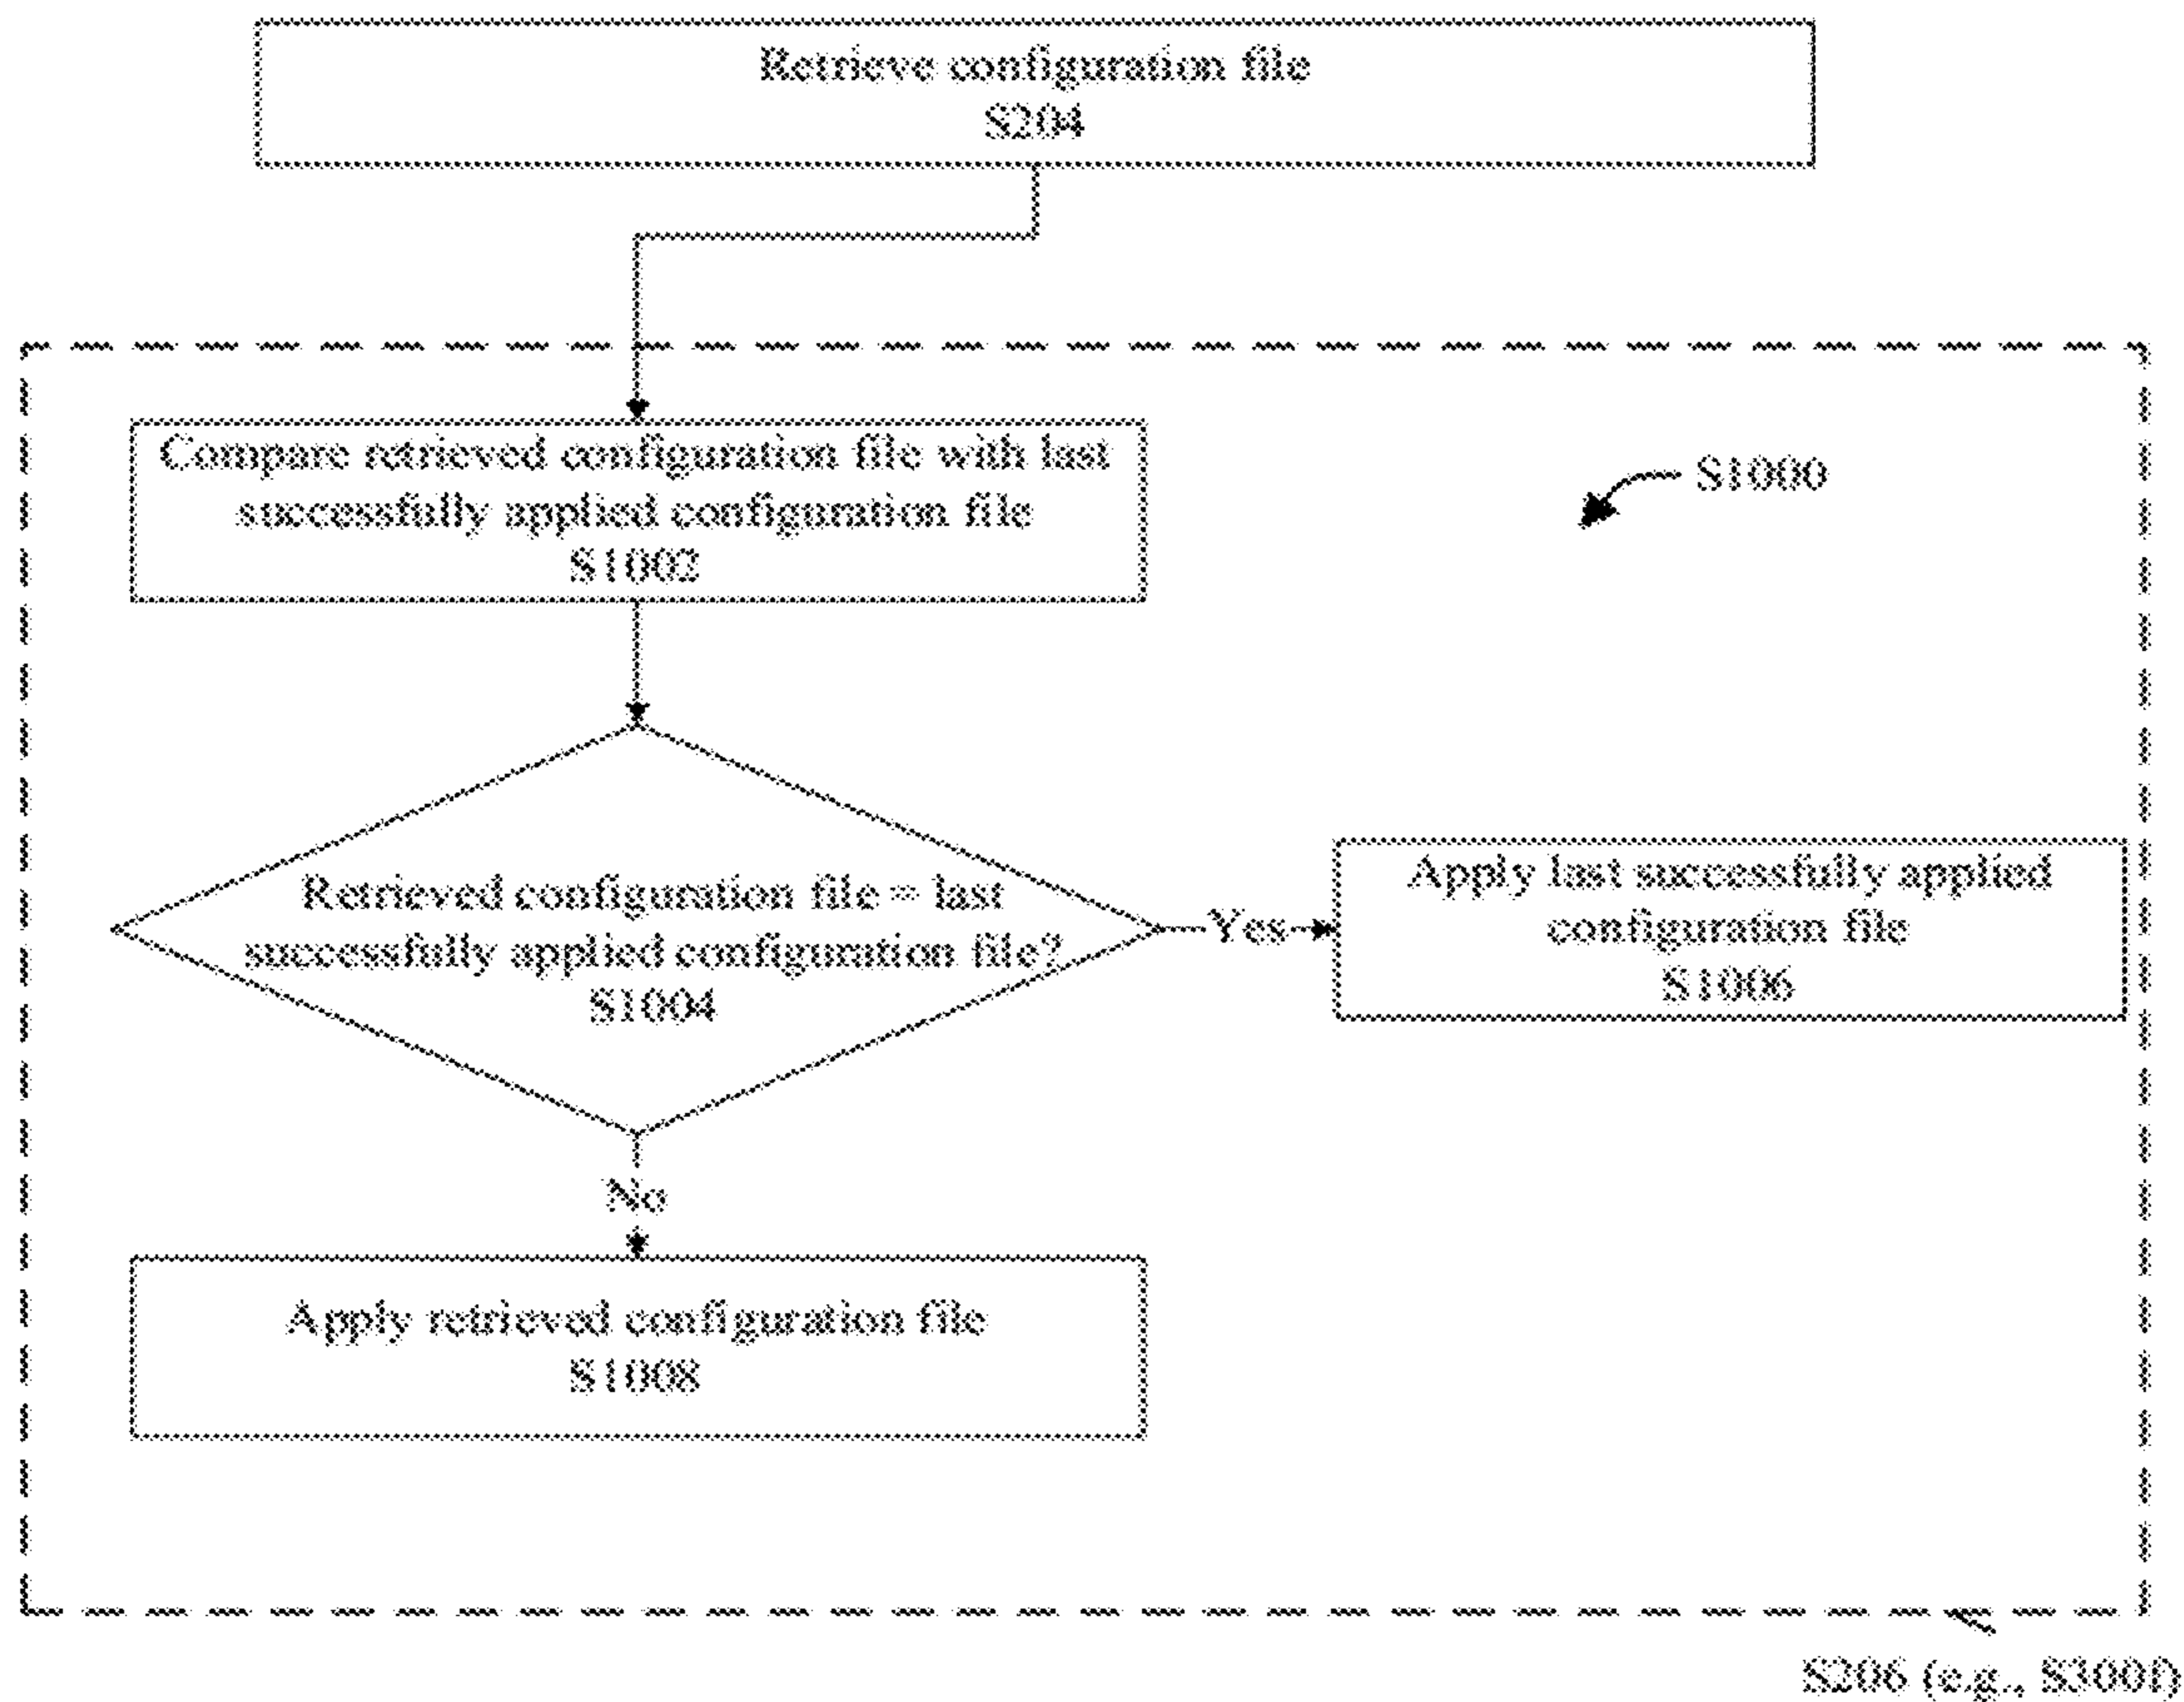 Retrieve configuration file
S204
Compare retrieved configuration file with last
successfully applied configuration file
S1002
S1000
Retrieved configuration file = last
successfully applied configuration file?
S1004
Yes
Apply last successfully applied
configuration file
S1006
No
Apply retrieved configuration file
S1008
S206 (e.g., S300f)